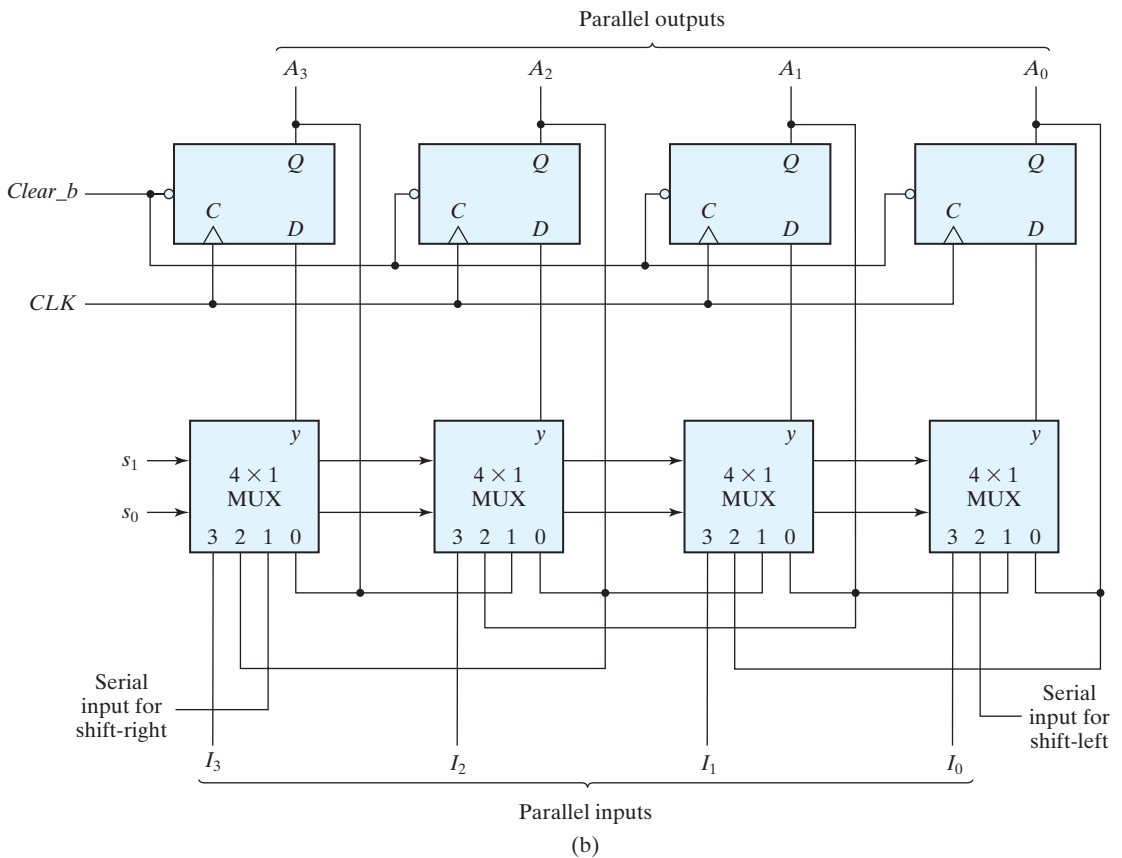 Parallel outputs
A3 A2 A1 A0
Q Q Q Q
Clear_b
C C C C
D D D D
CLK
y y y y
s1
4 × 1 4 × 1 4 × 1 4 × 1
MUX MUX MUX MUX
s0
3 2 1 0 3 2 1 0 3 2 1 0 3 2 1 0
Serial
input for
shift-right
Serial
input for
shift-left
I3 I2 I1 I0
Parallel inputs
(b)